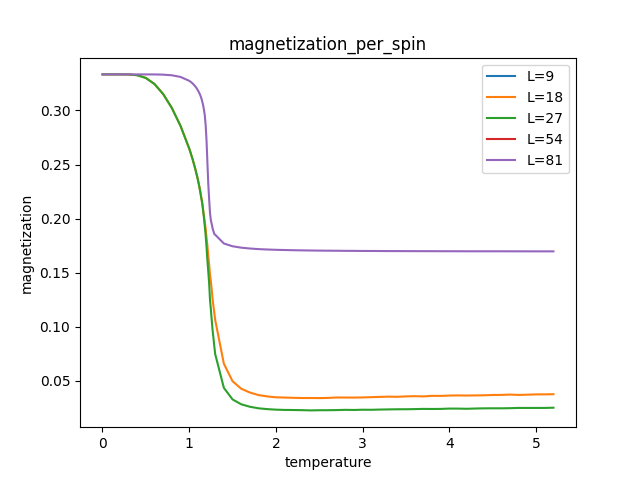 magnetization_per_spin
magnetization
0.30
0.25
0.20
0.15
0.10
0.05
L=9
L=18
L=27
L=54
L=81
0
1
2
3
4
5
temperature